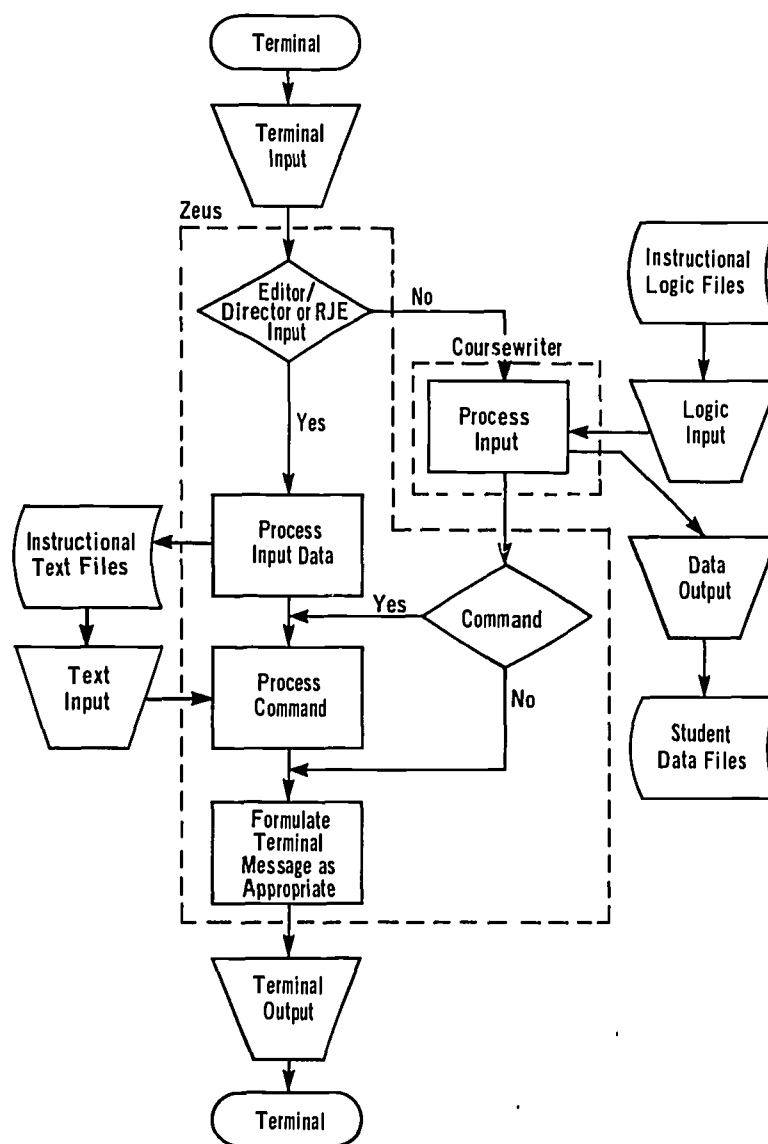 Terminal
Terminal
Input
Zeus
Editor/
Director or RJE
Input
No
Instructional
Logic Files
Coursewriter
Process
Input
Logic
Input
Yes
Process
Input Data
Instructional
Text Files
Data
Output
Yes
Command
Text
Input
Process
Command
No
Student
Data Files
Formulate
Terminal
Message as
Appropriate
Terminal
Output
Terminal